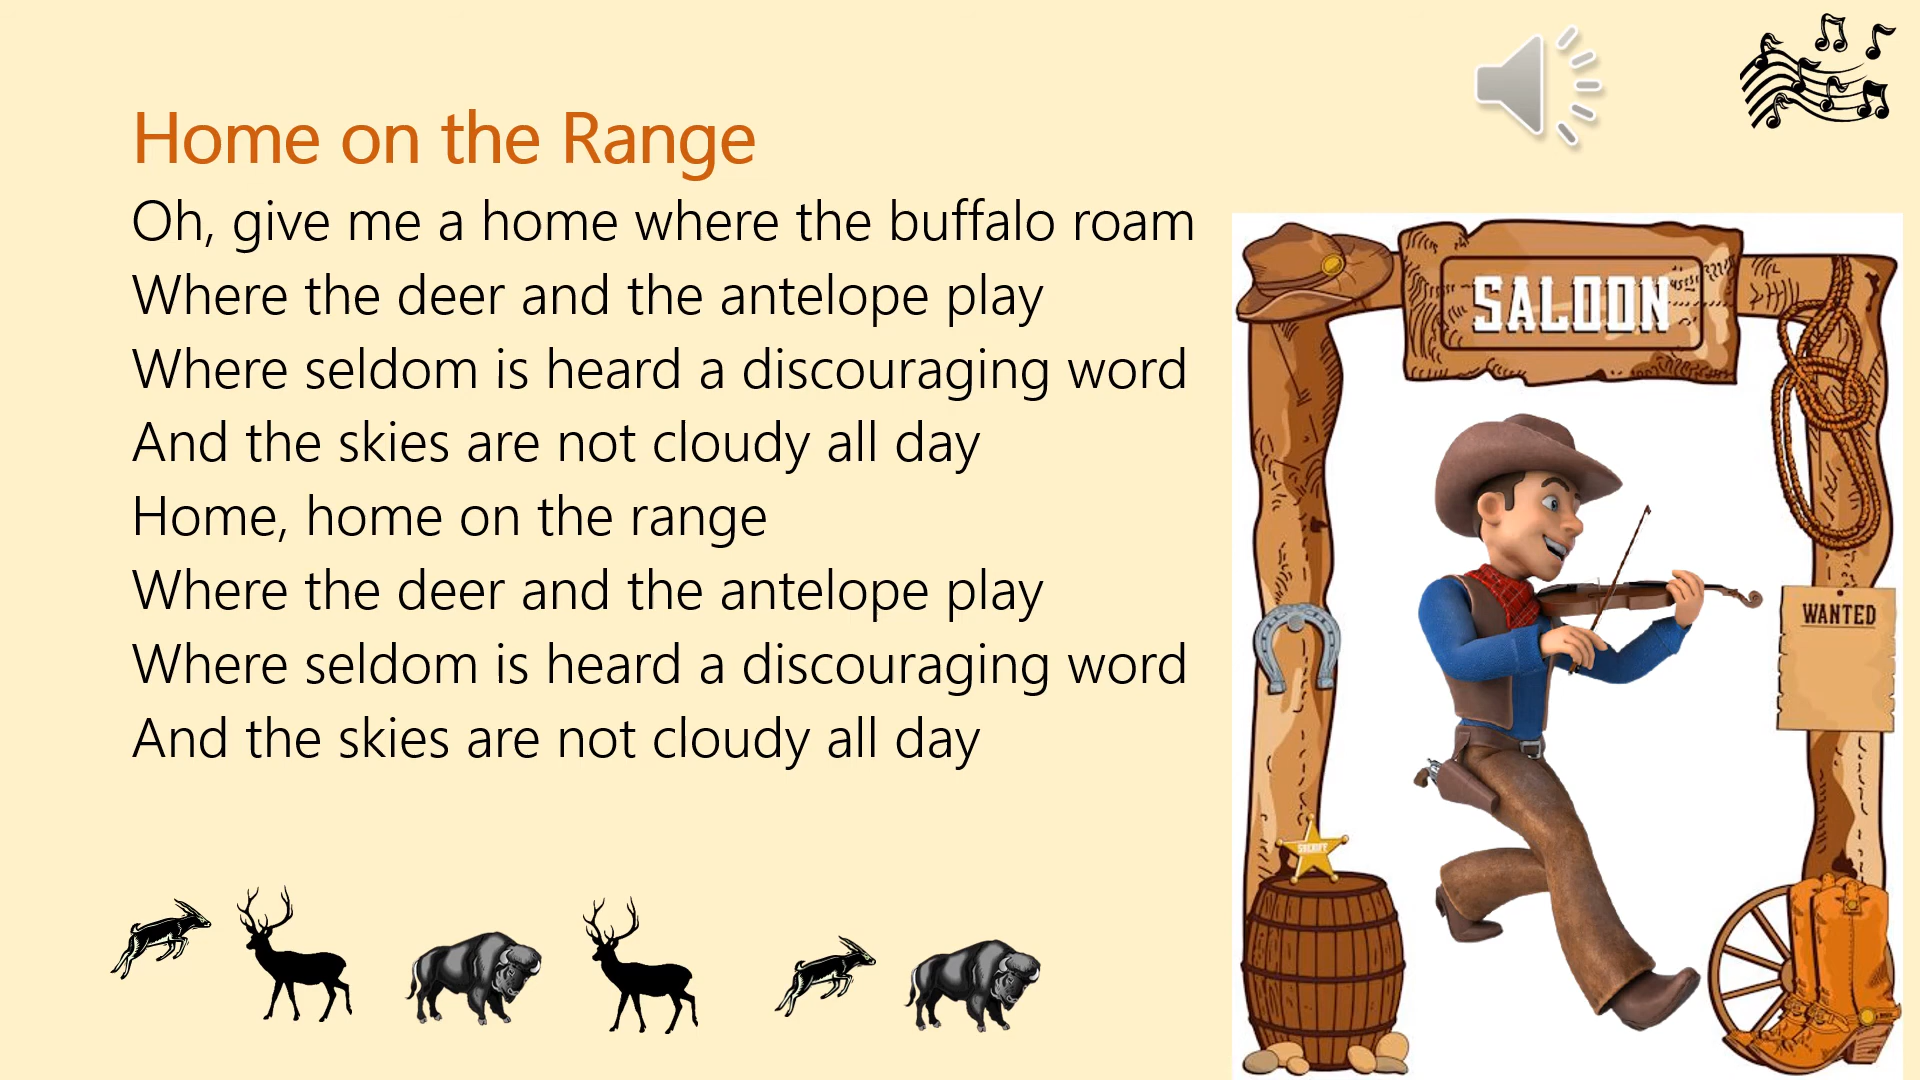 Home on the Range
Oh, give me a home where the buffalo roam
Where the deer and the antelope play
Where seldom is heard a discouraging word
And the skies are not cloudy all day
Home, home on the range
Where the deer and the antelope play
Where seldom is heard a discouraging word
And the skies are not cloudy all day
SALOON
WANTED
SHERIFF